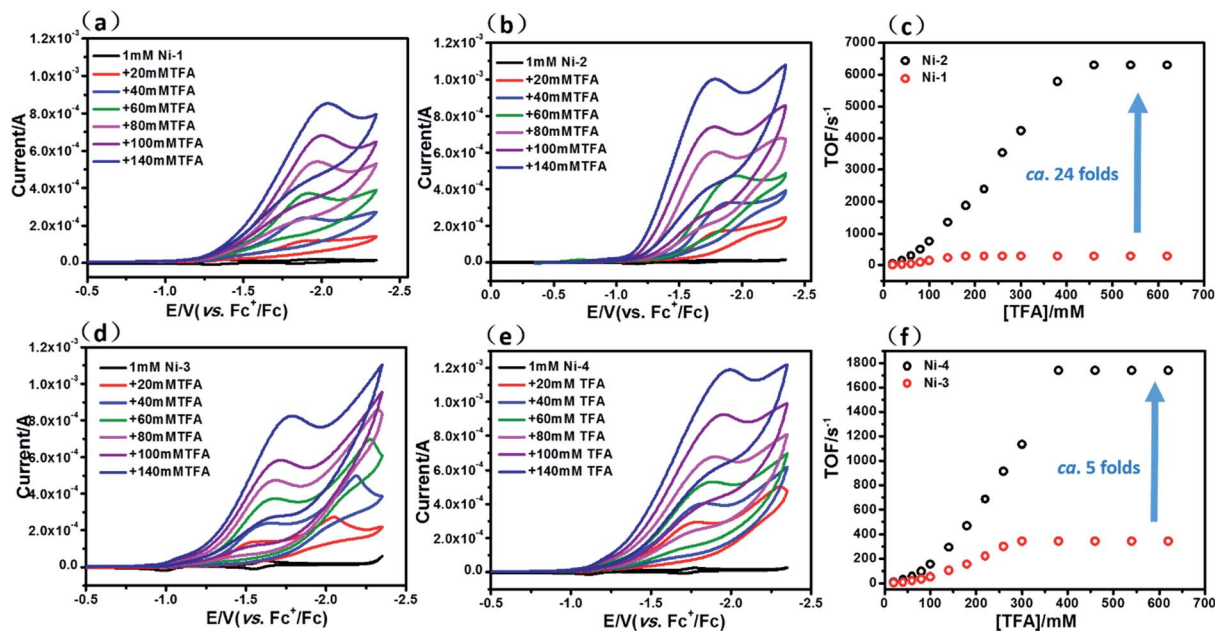 (a)
1.2x10⁻³
1.0x10⁻³
8.0x10⁻⁴
6.0x10⁻⁴
4.0x10⁻⁴
2.0x10⁻⁴
0.0
Current/A
1mM Ni-1
+20mMTFA
+40mMTFA
+60mMTFA
+80mMTFA
+100mMTFA
+140mMTFA
-0.5 -1.0 -1.5 -2.0 -2.5
E/V(vs. Fc⁺/Fc)
(b)
1.2x10⁻³
1.0x10⁻³
8.0x10⁻⁴
6.0x10⁻⁴
4.0x10⁻⁴
2.0x10⁻⁴
0.0
Current/A
1mM Ni-2
+20mMTFA
+40mMTFA
+60mMTFA
+80mMTFA
+100mMTFA
+140mMTFA
0.0 -0.5 -1.0 -1.5 -2.0 -2.5
E/V(vs. Fc⁺/Fc)
(c)
7000
6000
5000
4000
3000
2000
1000
0
TOF/s⁻¹
Ni-2
Ni-1
ca. 24 folds
0 100 200 300 400 500 600 700
[TFA]/mM
(d)
1.2x10⁻³
1.0x10⁻³
8.0x10⁻⁴
6.0x10⁻⁴
4.0x10⁻⁴
2.0x10⁻⁴
0.0
Current/A
1mM Ni-3
+20mMTFA
+40mMTFA
+60mMTFA
+80mMTFA
+100mMTFA
+140mMTFA
-0.5 -1.0 -1.5 -2.0 -2.5
E/V(vs. Fc⁺/Fc)
(e)
1.2x10⁻³
1.0x10⁻³
8.0x10⁻⁴
6.0x10⁻⁴
4.0x10⁻⁴
2.0x10⁻⁴
0.0
Current/A
1mM Ni-4
+20mM TFA
+40mM TFA
+60mM TFA
+80mM TFA
+100mM TFA
+140mM TFA
-0.5 -1.0 -1.5 -2.0 -2.5
E/V(vs. Fc⁺/Fc)
(f)
1800
1600
1400
1200
1000
800
600
400
200
0
TOF/s⁻¹
Ni-4
Ni-3
ca. 5 folds
0 100 200 300 400 500 600 700
[TFA]/mM